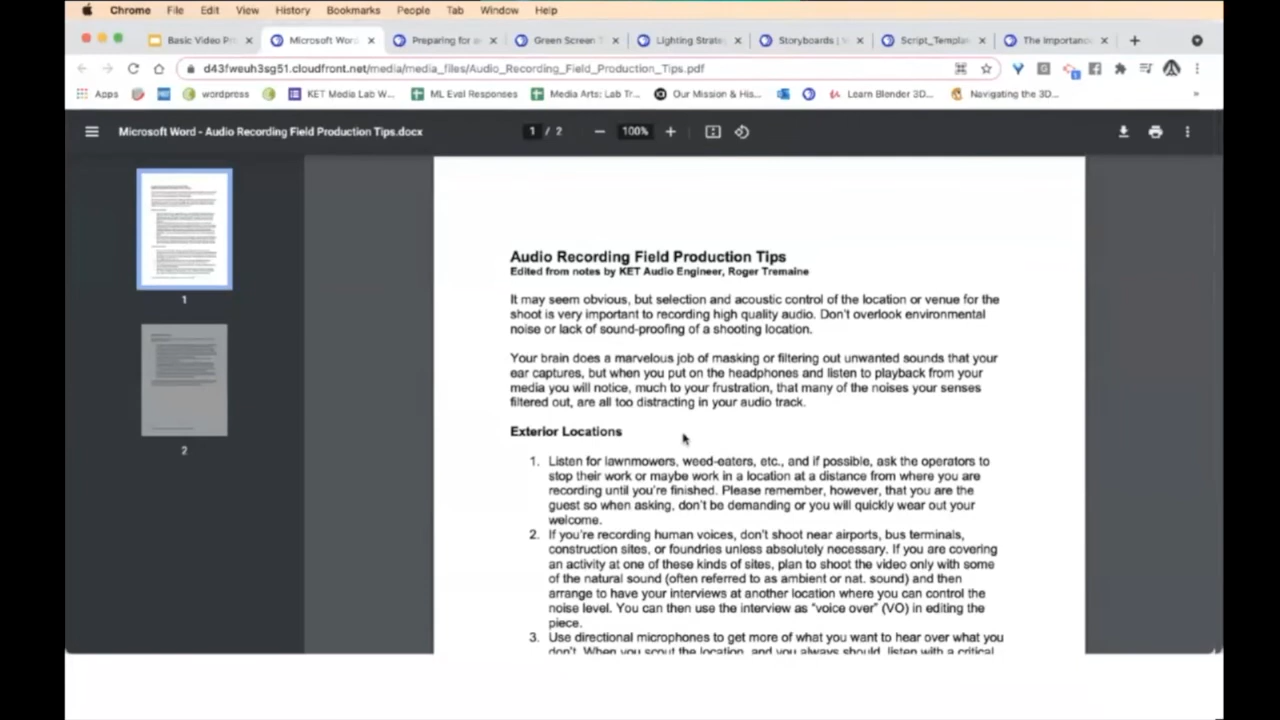 Chrome File Edit View History Bookmarks People Tab Window Help
Basic Video Pr Microsoft Wor Preparing for Green Screen T Lighting Strate Storyboards | Script_Templat The Importanc
d43fweuh3sg51.cloudfront.net/media/media_files/Audio_Recording_Field_Production_Tips.pdf
Apps wordpress KET Media Lab W... ML Eval Responses Media Arts: Lab Tr... Our Mission & His... Learn Blender 3D... Navigating the 3D... »
Microsoft Word - Audio Recording Field Production Tips.docx 1 / 2 — 100% +
Audio Recording Field Production Tips
Edited from notes by KET Audio Engineer, Roger Tremaine
It may seem obvious, but selection and acoustic control of the location or venue for the
shoot is very important to recording high quality audio. Don't overlook environmental
noise or lack of sound-proofing of a shooting location.
Your brain does a marvelous job of masking or filtering out unwanted sounds that your
ear captures, but when you put on the headphones and listen to playback from your
media you will notice, much to your frustration, that many of the noises your senses
filtered out, are all too distracting in your audio track.
Exterior Locations
1. Listen for lawnmowers, weed-eaters, etc., and if possible, ask the operators to
stop their work or maybe work in a location at a distance from where you are
recording until you're finished. Please remember, however, that you are the
guest so when asking, don't be demanding or you will quickly wear out your
welcome.
2. If you're recording human voices, don't shoot near airports, bus terminals,
construction sites, or foundries unless absolutely necessary. If you are covering
an activity at one of these kinds of sites, plan to shoot the video only with some
of the natural sound (often referred to as ambient or nat. sound) and then
arrange to have your interviews at another location where you can control the
noise level. You can then use the interview as "voice over" (VO) in editing the
piece.
3. Use directional microphones to get more of what you want to hear over what you
don't. When you scout the location, and you always should, listen with a critical
1
2